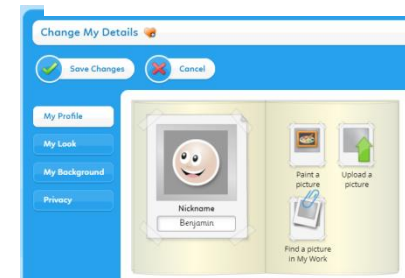 Change My Details
Save Changes
Cancel
My Profile
My Look
My Background
Privacy
Nickname
Benjamin
Paint a
picture
Upload a
picture
Find a picture
in My Work